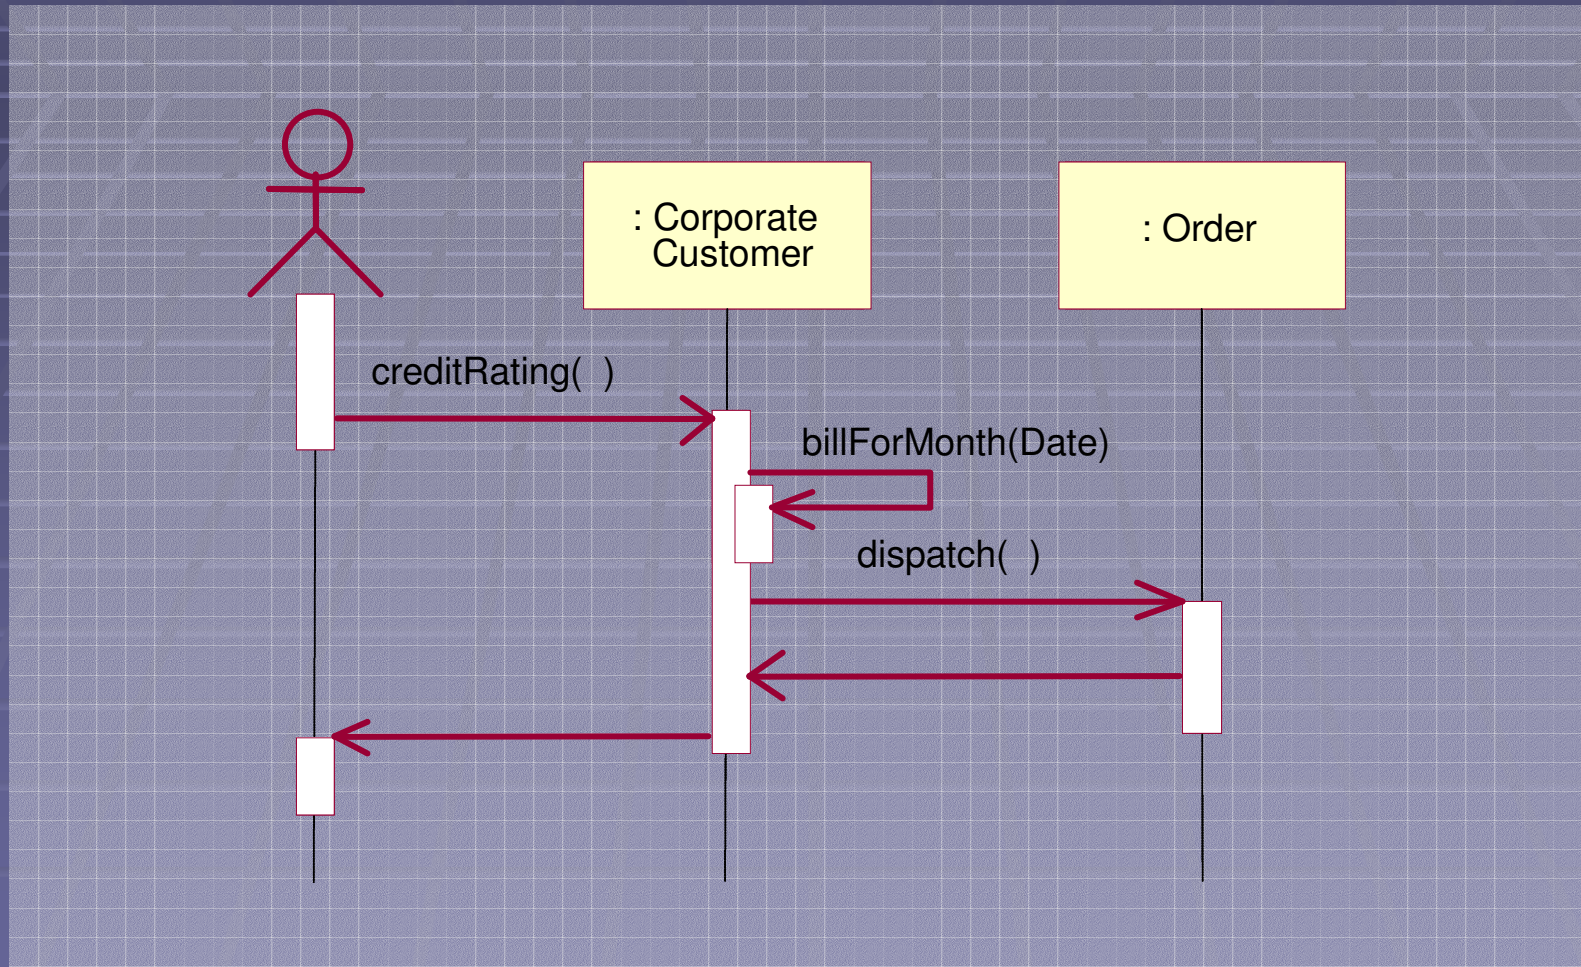 : Corporate
Customer
: Order
creditRating(  )
billForMonth(Date)
dispatch(  )